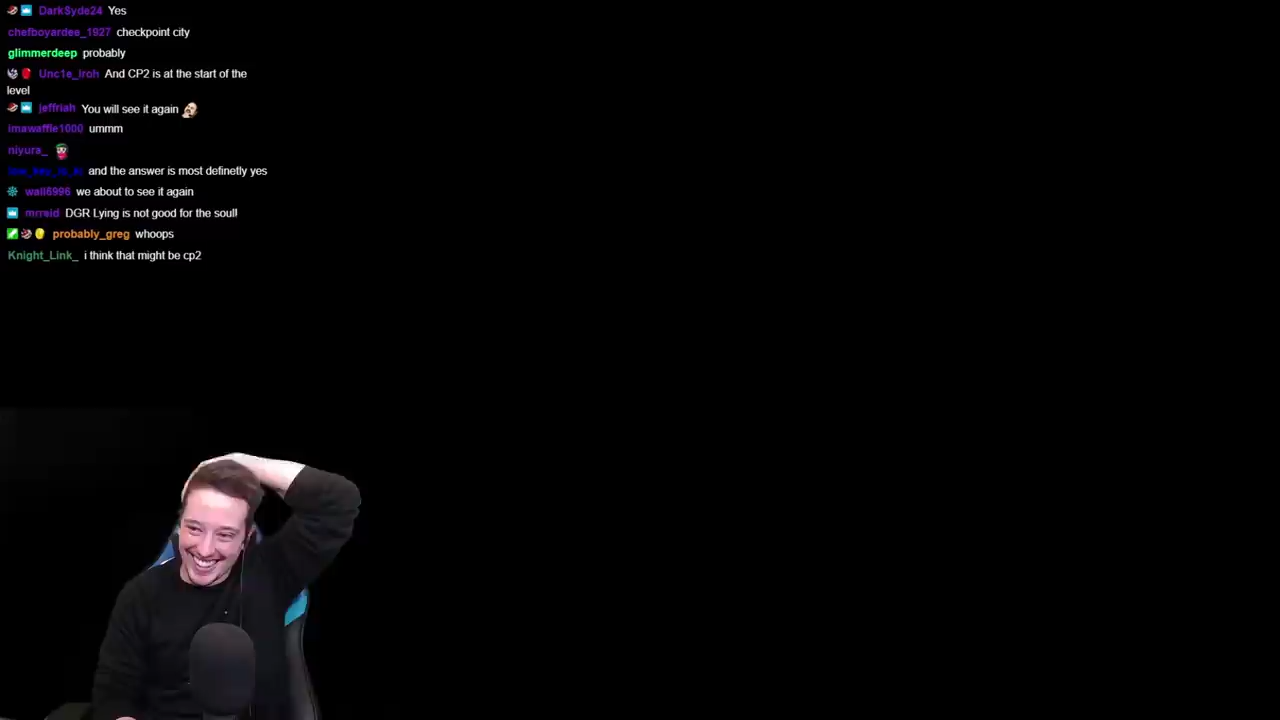 DarkSyde24 Yes
chefboyardee_1927 checkpoint city
glimmerdeep probably
Unc1e_iroh And CP2 is at the start of the
level
jeffriah You will see it again
imawaffle1000 ummm
niyura_
and the answer is most definetly yes
wall6996 we about to see it again
mrreid DGR Lying is not good for the soul!
probably_greg whoops
Knight_Link_ i think that might be cp2